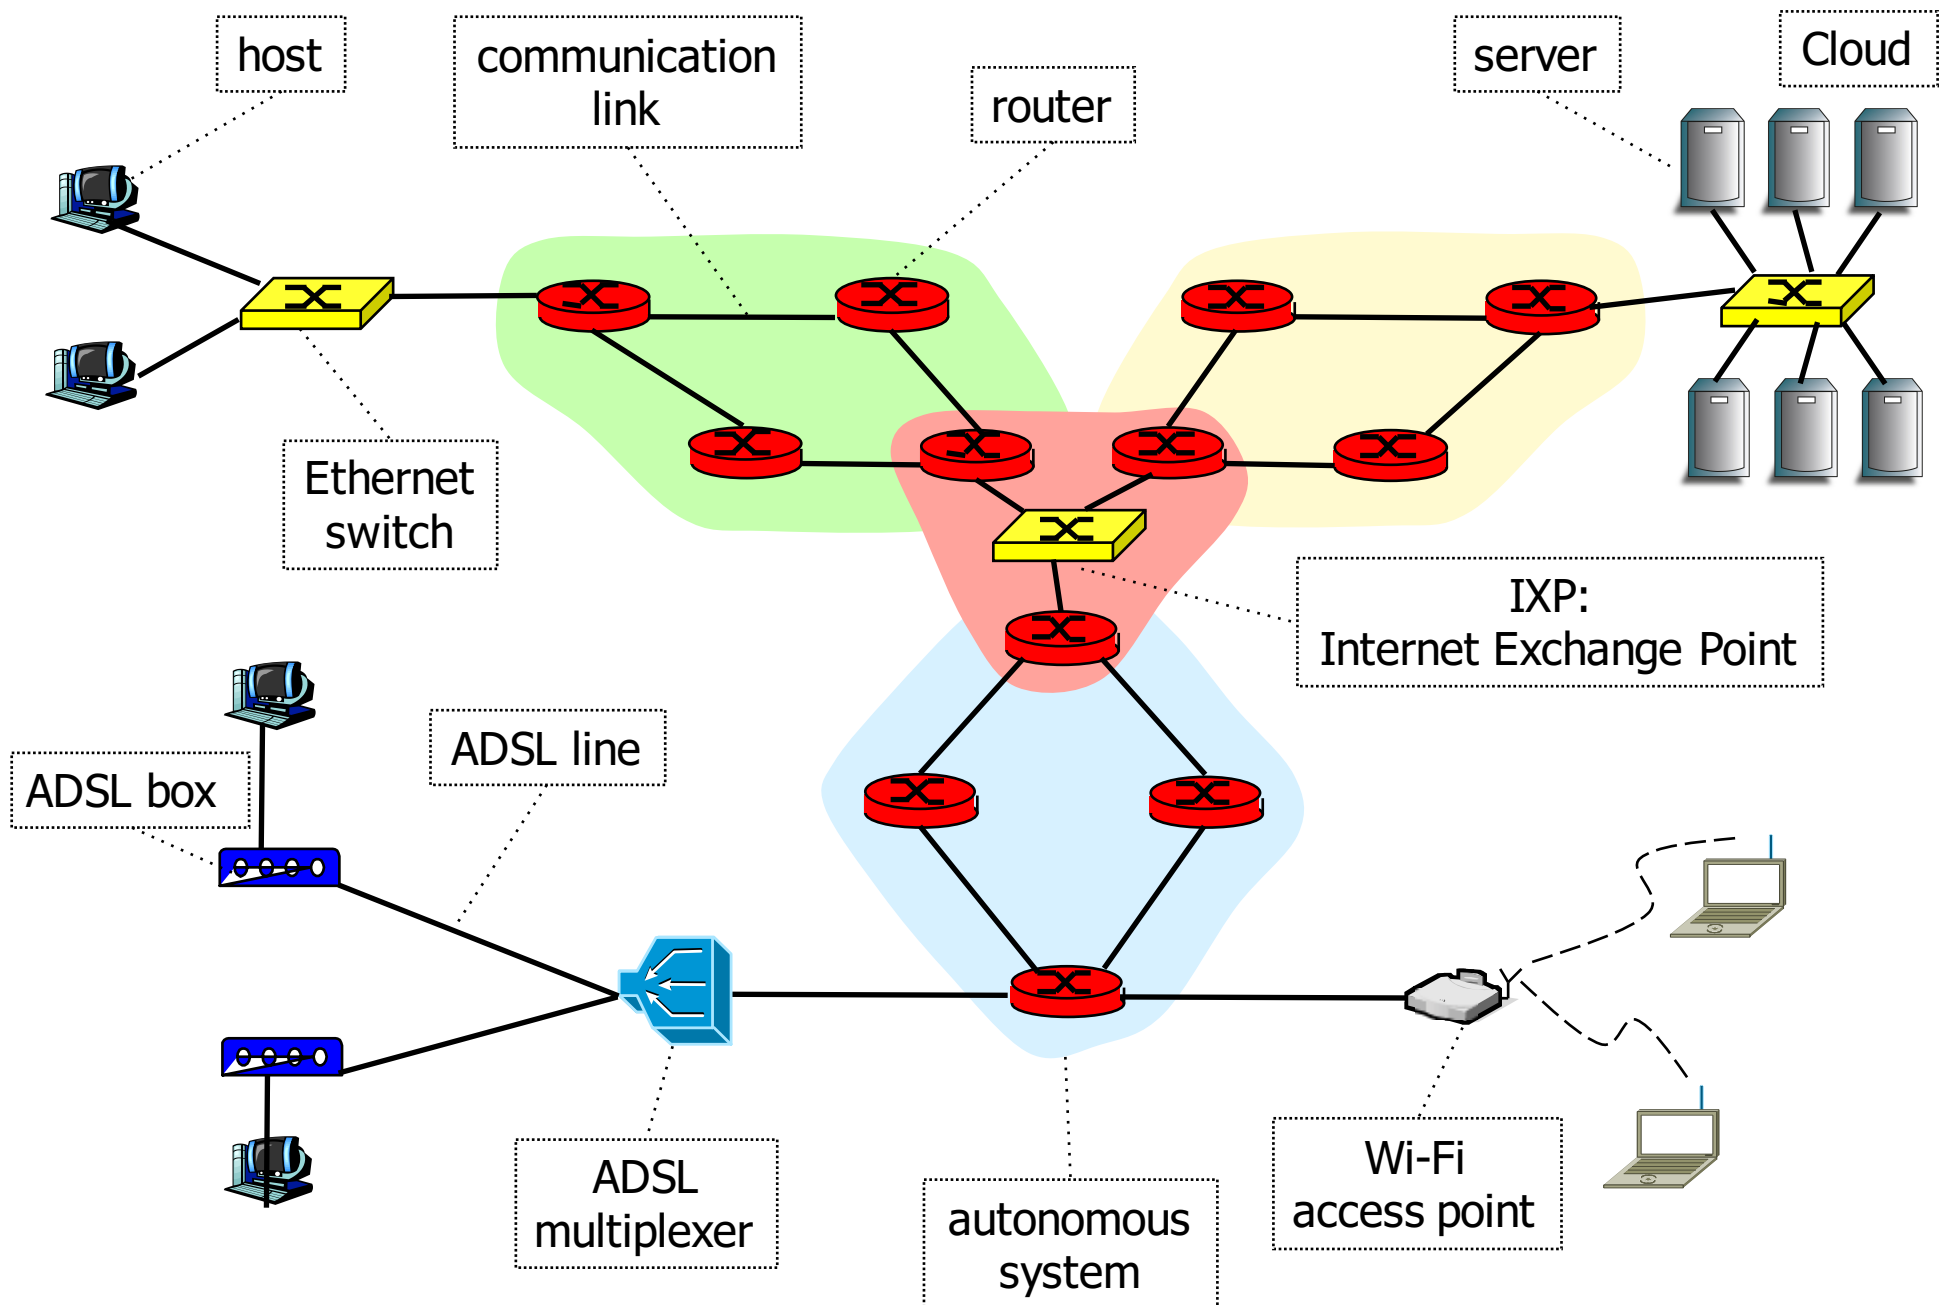 host
communication
link
router
server
Cloud
Ethernet
switch
IXP:
Internet Exchange Point
ADSL line
ADSL box
ADSL
multiplexer
autonomous
system
Wi-Fi
access point